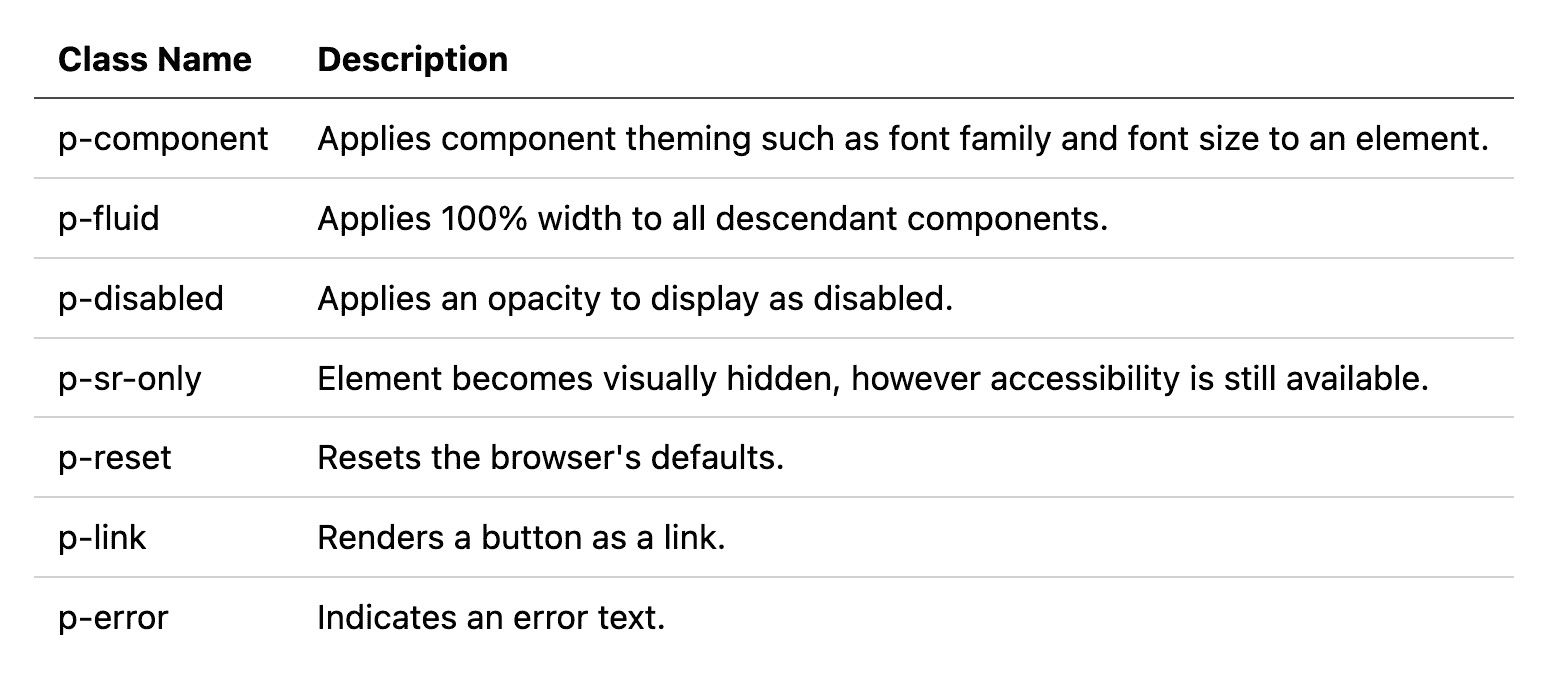 Class Name Description
p-component Applies component theming such as font family and font size to an element.
p-fluid Applies 100% width to all descendant components.
p-disabled Applies an opacity to display as disabled.
p-sr-only Element becomes visually hidden, however accessibility is still available.
p-reset Resets the browser's defaults.
p-link Renders a button as a link.
p-error Indicates an error text.